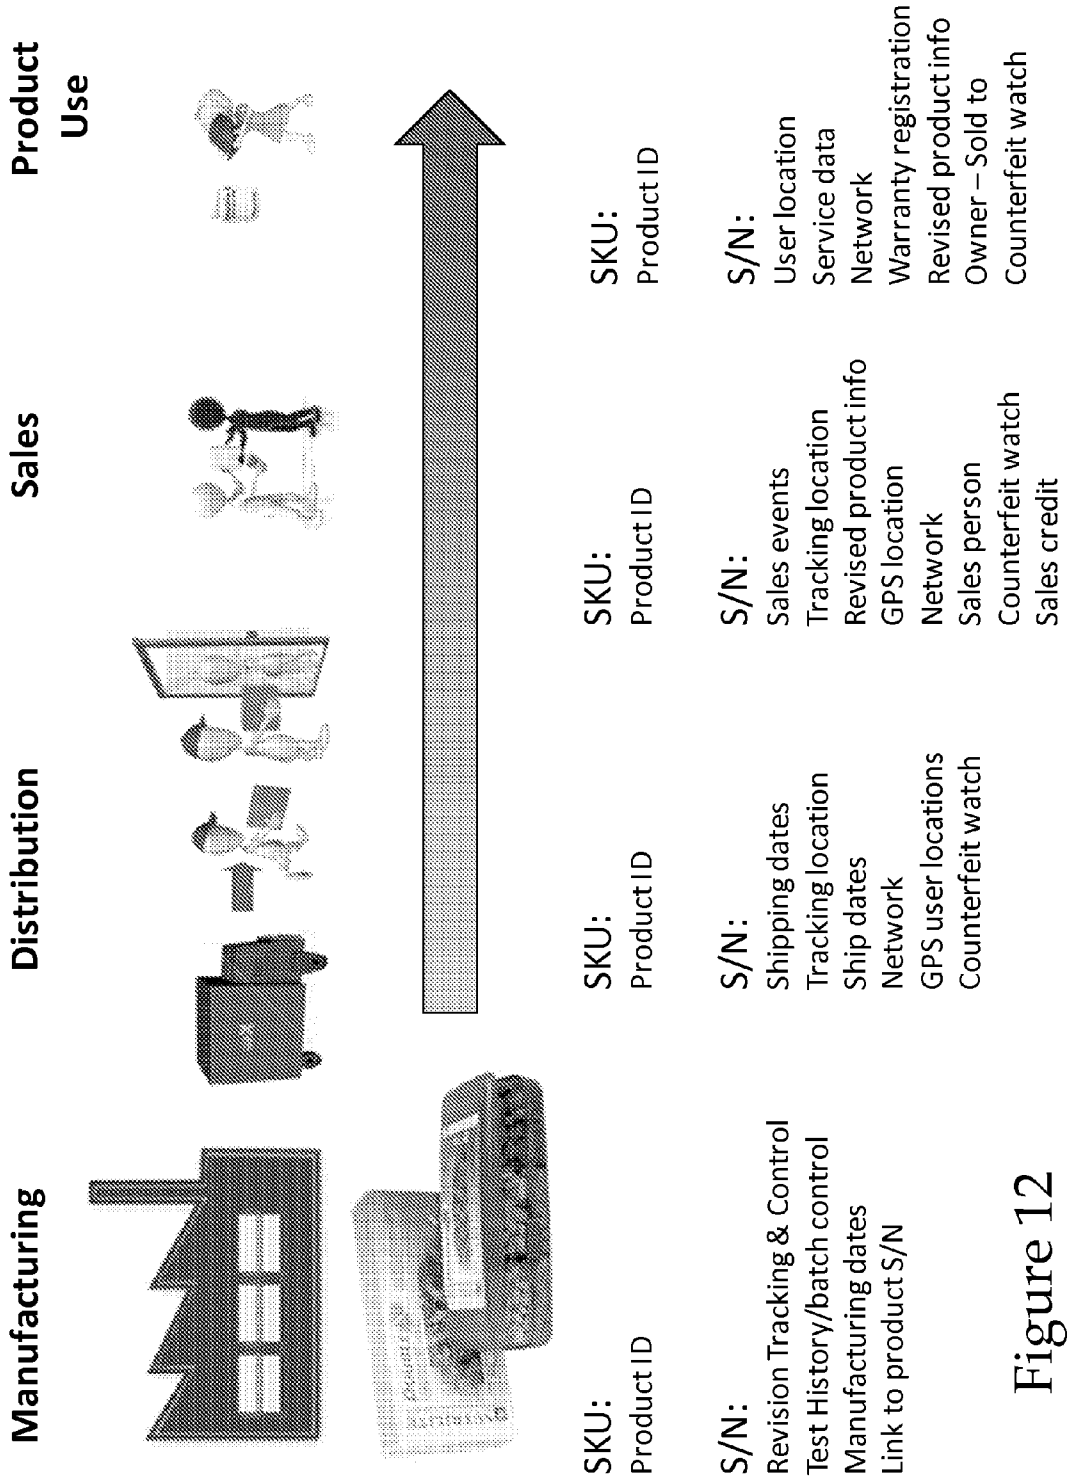 Manufacturing
Distribution
Sales
Product
Use
SKU:
Product ID
S/N:
Revision Tracking & Control
Test History/batch control
Manufacturing dates
Link to product S/N
SKU:
Product ID
S/N:
Shipping dates
Tracking location
Ship dates
Network
GPS user locations
Counterfeit watch
SKU:
Product ID
S/N:
Sales events
Tracking location
Revised product info
GPS location
Network
Sales person
Counterfeit watch
Sales credit
SKU:
Product ID
S/N:
User location
Service data
Network
Warranty registration
Revised product info
Owner – Sold to
Counterfeit watch
Figure 12